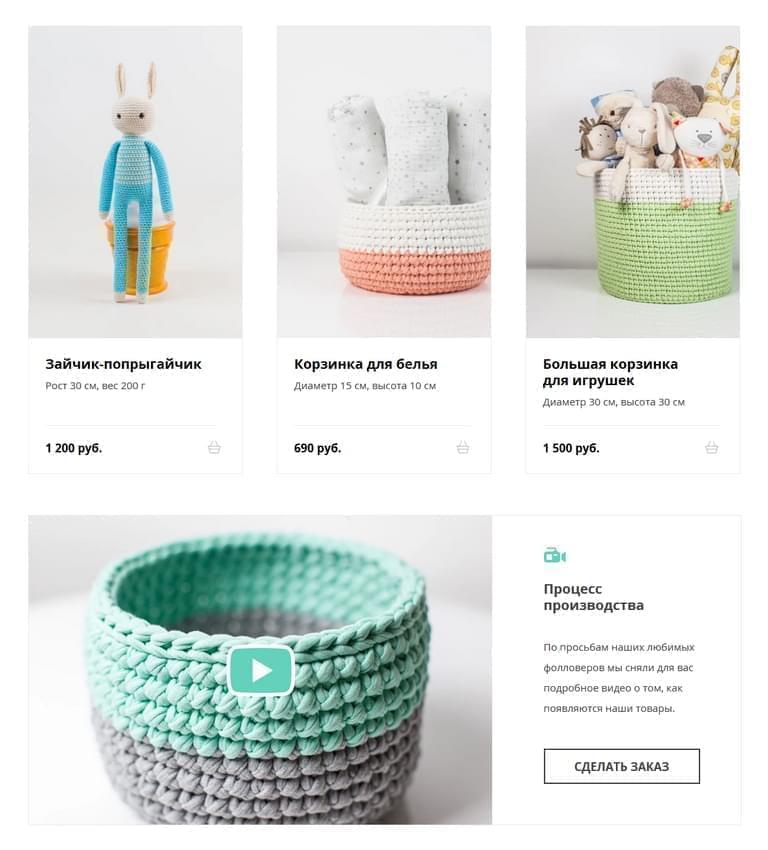 Зайчик-попрыгайчик
Рост 30 см, вес 200 г
1 200 руб.
Корзинка для белья
Диаметр 15 см, высота 10 см
690 руб.
Большая корзинка
для игрушек
Диаметр 30 см, высота 30 см
1 500 руб.
Процесс
производства
По просьбам наших любимых
фолловеров мы сняли для вас
подробное видео о том, как
появляются наши товары.
СДЕЛАТЬ ЗАКАЗ